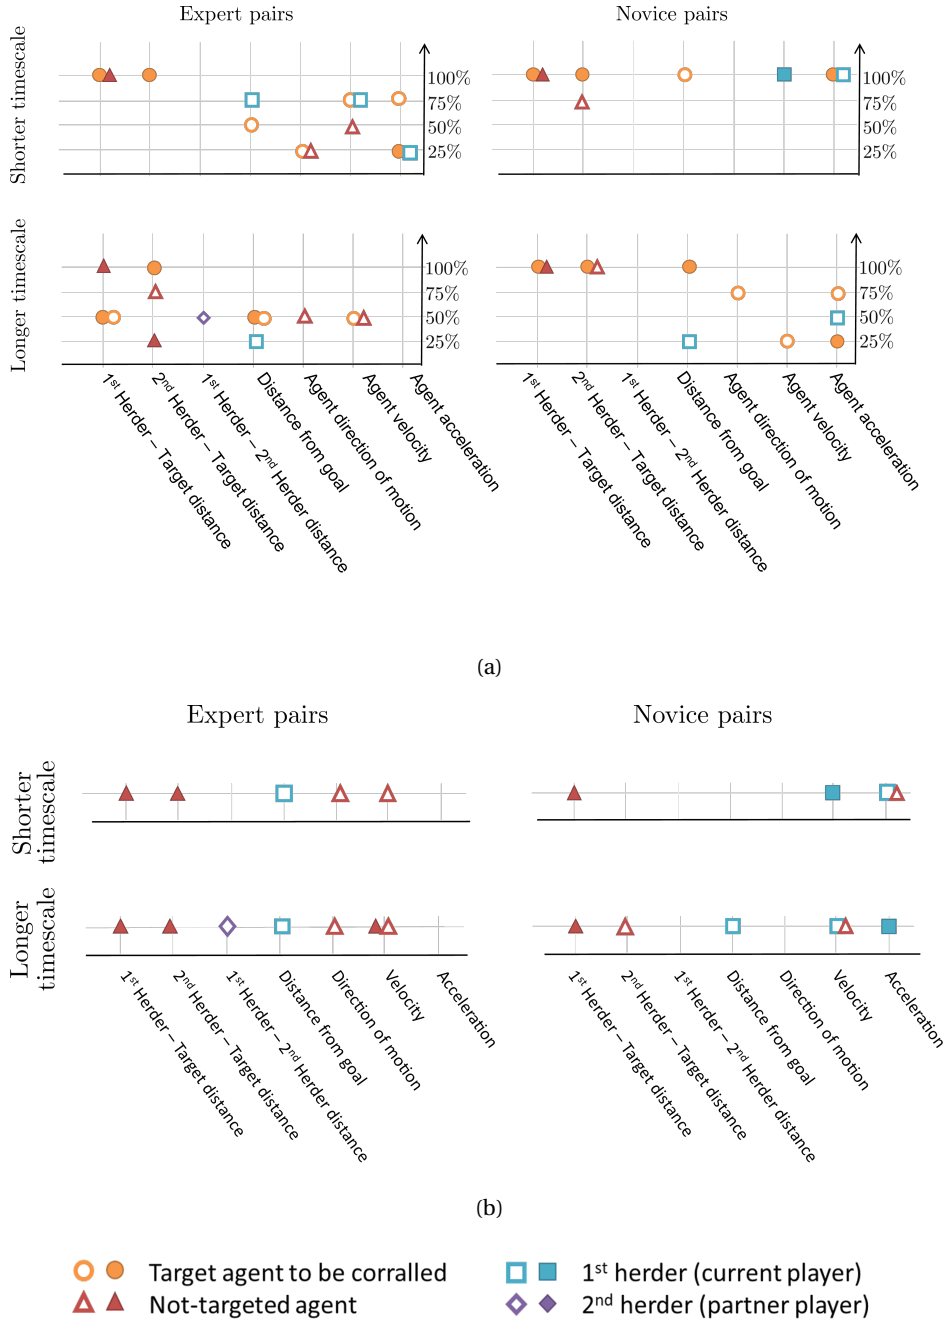 Expert pairs
Novice pairs
Shorter timescale
100%
75%
50%
25%
100%
75%
50%
25%
Longer timescale
100%
75%
50%
25%
100%
75%
50%
25%
1st Herder – Target distance
2nd Herder – Target distance
1st Herder – 2nd Herder distance
Distance from goal
Agent direction of motion
Agent velocity
Agent acceleration
1st Herder – Target distance
2nd Herder – Target distance
1st Herder – 2nd Herder distance
Distance from goal
Agent direction of motion
Agent velocity
Agent acceleration
(a)
Expert pairs
Novice pairs
Shorter
timescale
Longer
timescale
1st Herder – Target distance
2nd Herder – Target distance
1st Herder – 2nd Herder distance
Distance from goal
Direction of motion
Velocity
Acceleration
1st Herder – Target distance
2nd Herder – Target distance
1st Herder – 2nd Herder distance
Distance from goal
Direction of motion
Velocity
Acceleration
(b)
Target agent to be corralled
1st herder (current player)
Not-targeted agent
2nd herder (partner player)